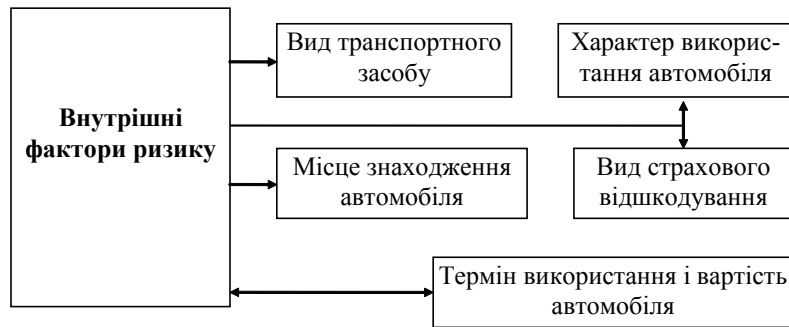 Вид транспортного
засобу
Характер викорис-
тання автомобіля
Внутрішні
фактори ризику
Місце знаходження
автомобіля
Вид страхового
відшкодування
Термін використання і вартість
автомобіля